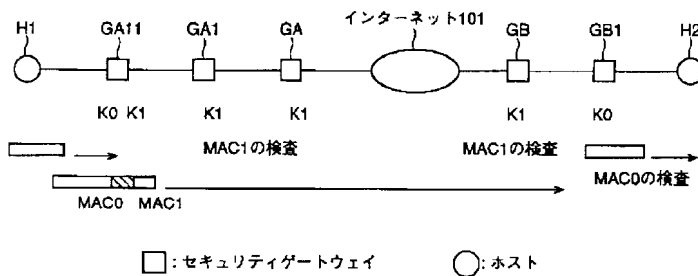 H1 GA11 GA1 GA インターネット101 GB GB1 H2
K0 K1 K1 K1 K1 K0
MAC1の検査 MAC1の検査
MAC0の検査
MAC0 MAC1
□:セキュリティゲートウェイ ○:ホスト